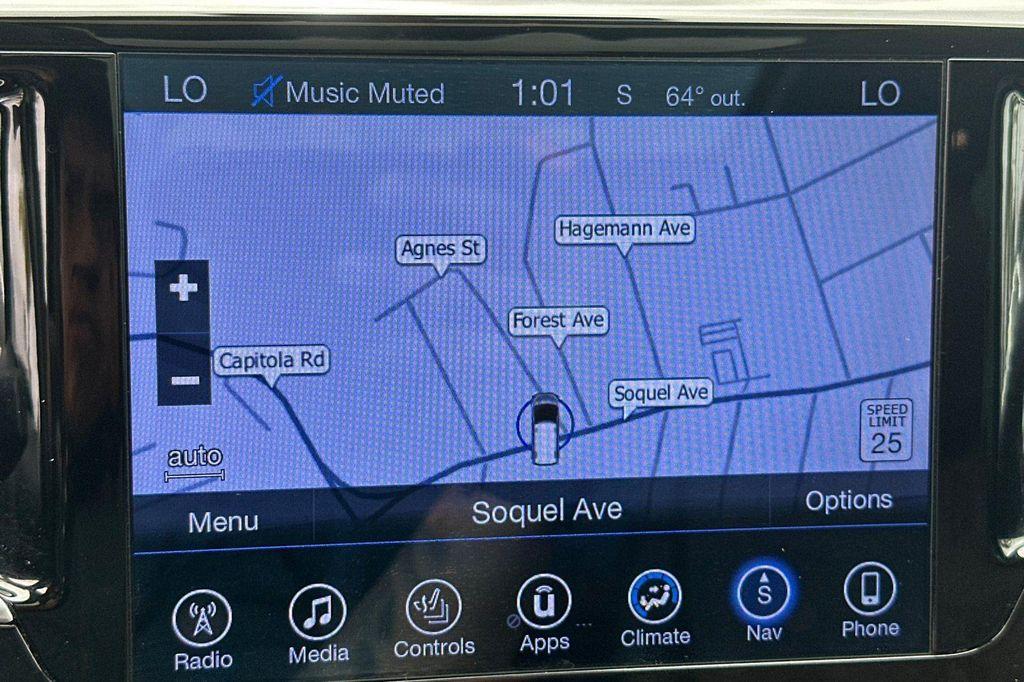 LO Music Muted 1:01 S 64° out. LO
Hagemann Ave
Agnes St
+
Forest Ave
Capitola Rd
−
Soquel Ave
SPEED
LIMIT
25
auto
Menu Soquel Ave Options
S
Radio Media Controls Apps Climate Nav Phone